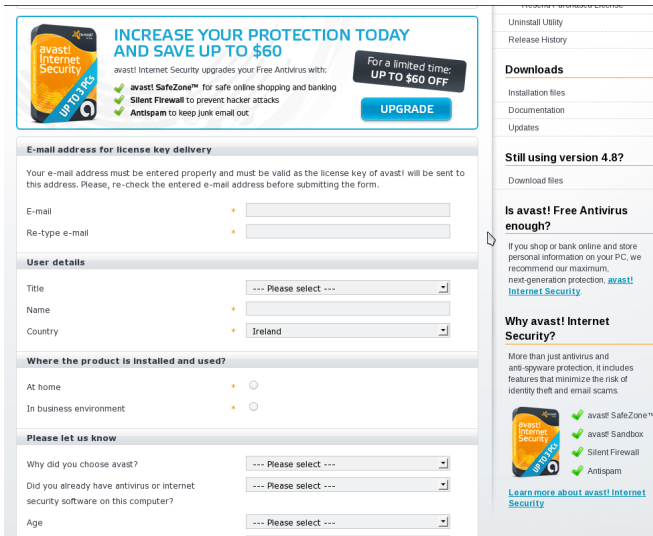 INCREASE YOUR PROTECTION TODAY
AND SAVE UP TO $60
avast! Internet Security upgrades your Free Antivirus with:
avast! SafeZone™ for safe online shopping and banking
Silent Firewall to prevent hacker attacks
Antispam to keep junk email out
For a limited time:
UP TO $60 OFF
UPGRADE
avast!
avast!
Internet
Security
UP TO 3 PCs
E-mail address for license key delivery
Your e-mail address must be entered properly and must be valid as the license key of avast! will be sent to
this address. Please, re-check the entered e-mail address before submitting the form.
E-mail *
Re-type e-mail *
User details
Title --- Please select ---
Name *
Country * Ireland
Where the product is installed and used?
At home *
In business environment *
Please let us know
Why did you choose avast? --- Please select ---
Did you already have antivirus or internet --- Please select ---
security software on this computer?
Age --- Please select ---
Resend Purchased License
Uninstall Utility
Release History
Downloads
Installation files
Documentation
Updates
Still using version 4.8?
Download files
Is avast! Free Antivirus
enough?
If you shop or bank online and store
personal information on your PC, we
recommend our maximum,
next-generation protection, avast!
Internet Security.
Why avast! Internet
Security?
More than just antivirus and
anti-spyware protection, it includes
features that minimize the risk of
identity theft and email scams.
avast!
Internet
Security
UP TO 3 PCs
avast! SafeZone™
avast! Sandbox
Silent Firewall
Antispam
Learn more about avast! Internet
Security